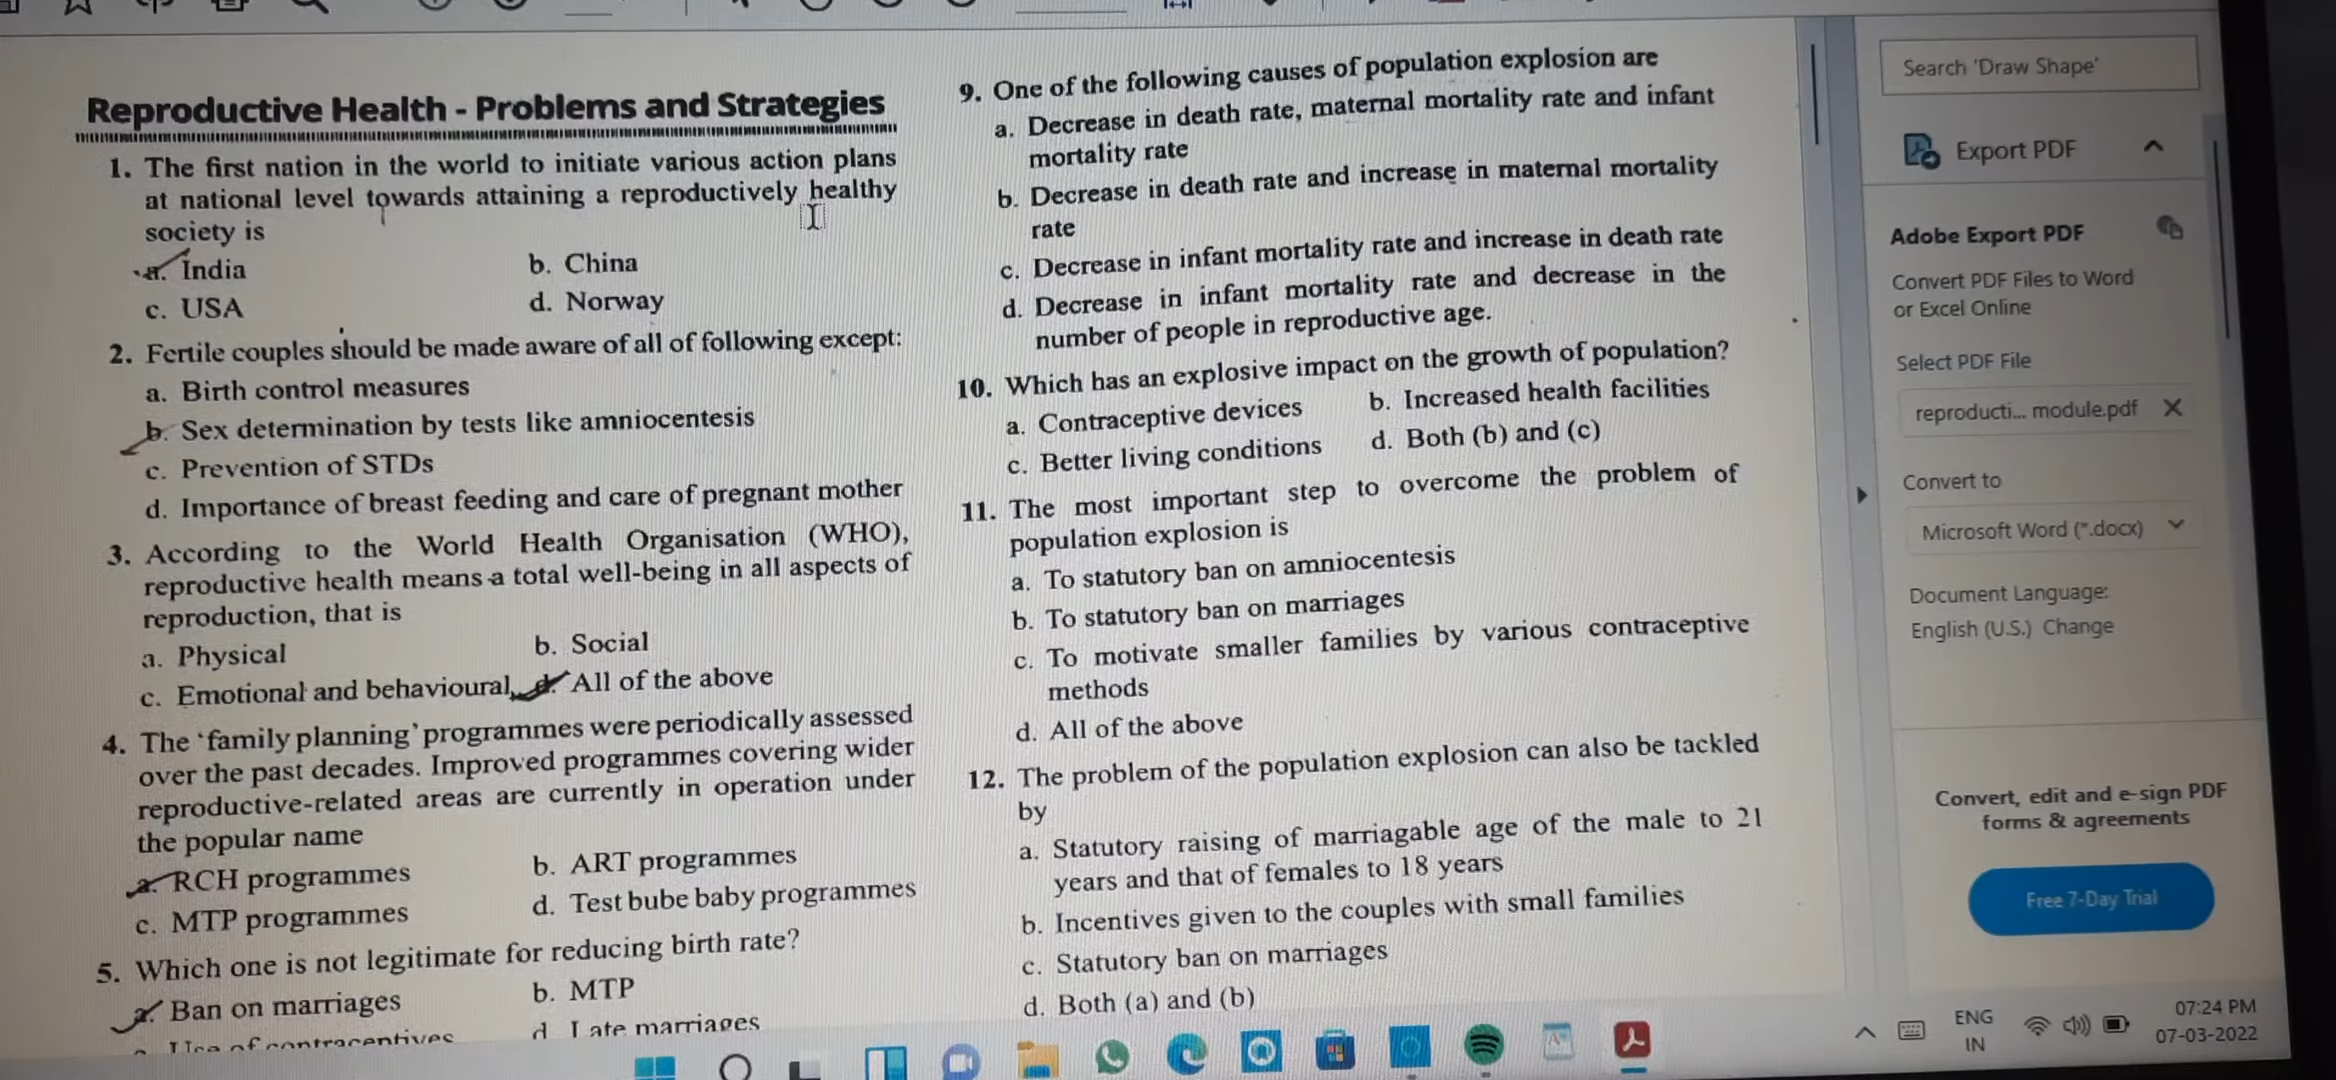 Reproductive Health - Problems and Strategies
1. The first nation in the world to initiate various action plans
at national level towards attaining a reproductively healthy
society is
a. India
b. China
c. USA
d. Norway
2. Fertile couples should be made aware of all of following except:
a. Birth control measures
b. Sex determination by tests like amniocentesis
c. Prevention of STDs
d. Importance of breast feeding and care of pregnant mother
3. According to the World Health Organisation (WHO),
reproductive health means a total well-being in all aspects of
reproduction, that is
a. Physical
b. Social
c. Emotional and behavioural
d. All of the above
4. The 'family planning' programmes were periodically assessed
over the past decades. Improved programmes covering wider
reproductive-related areas are currently in operation under
the popular name
a. RCH programmes
b. ART programmes
c. MTP programmes
d. Test bube baby programmes
5. Which one is not legitimate for reducing birth rate?
a. Ban on marriages
b. MTP
c. Use of contraceptives
d. Late marriages
9. One of the following causes of population explosion are
a. Decrease in death rate, maternal mortality rate and infant
mortality rate
b. Decrease in death rate and increase in maternal mortality
rate
c. Decrease in infant mortality rate and increase in death rate
d. Decrease in infant mortality rate and decrease in the
number of people in reproductive age.
10. Which has an explosive impact on the growth of population?
a. Contraceptive devices
b. Increased health facilities
c. Better living conditions
d. Both (b) and (c)
11. The most important step to overcome the problem of
population explosion is
a. To statutory ban on amniocentesis
b. To statutory ban on marriages
c. To motivate smaller families by various contraceptive
methods
d. All of the above
12. The problem of the population explosion can also be tackled
by
a. Statutory raising of marriagable age of the male to 21
years and that of females to 18 years
b. Incentives given to the couples with small families
c. Statutory ban on marriages
d. Both (a) and (b)
Search 'Draw Shape'
Export PDF
Adobe Export PDF
Convert PDF Files to Word
or Excel Online
Select PDF File
reproducti... module.pdf
Convert to
Microsoft Word (*.docx)
Document Language:
English (U.S.) Change
Convert, edit and e-sign PDF
forms & agreements
Free 7-Day Trial
ENG
IN
07:24 PM
07-03-2022